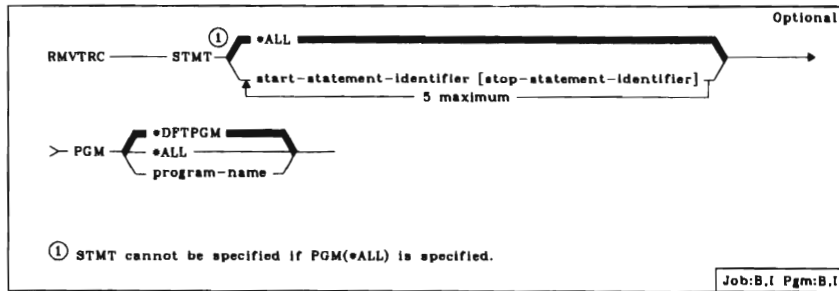 Optional
① *ALL
RMVTRC STMT
start-statement-identifier [stop-statement-identifier]
5 maximum
*DFTPGM
PGM *ALL
program-name
① STMT cannot be specified if PGM(*ALL) is specified.
Job:B,I Pgm:B,I